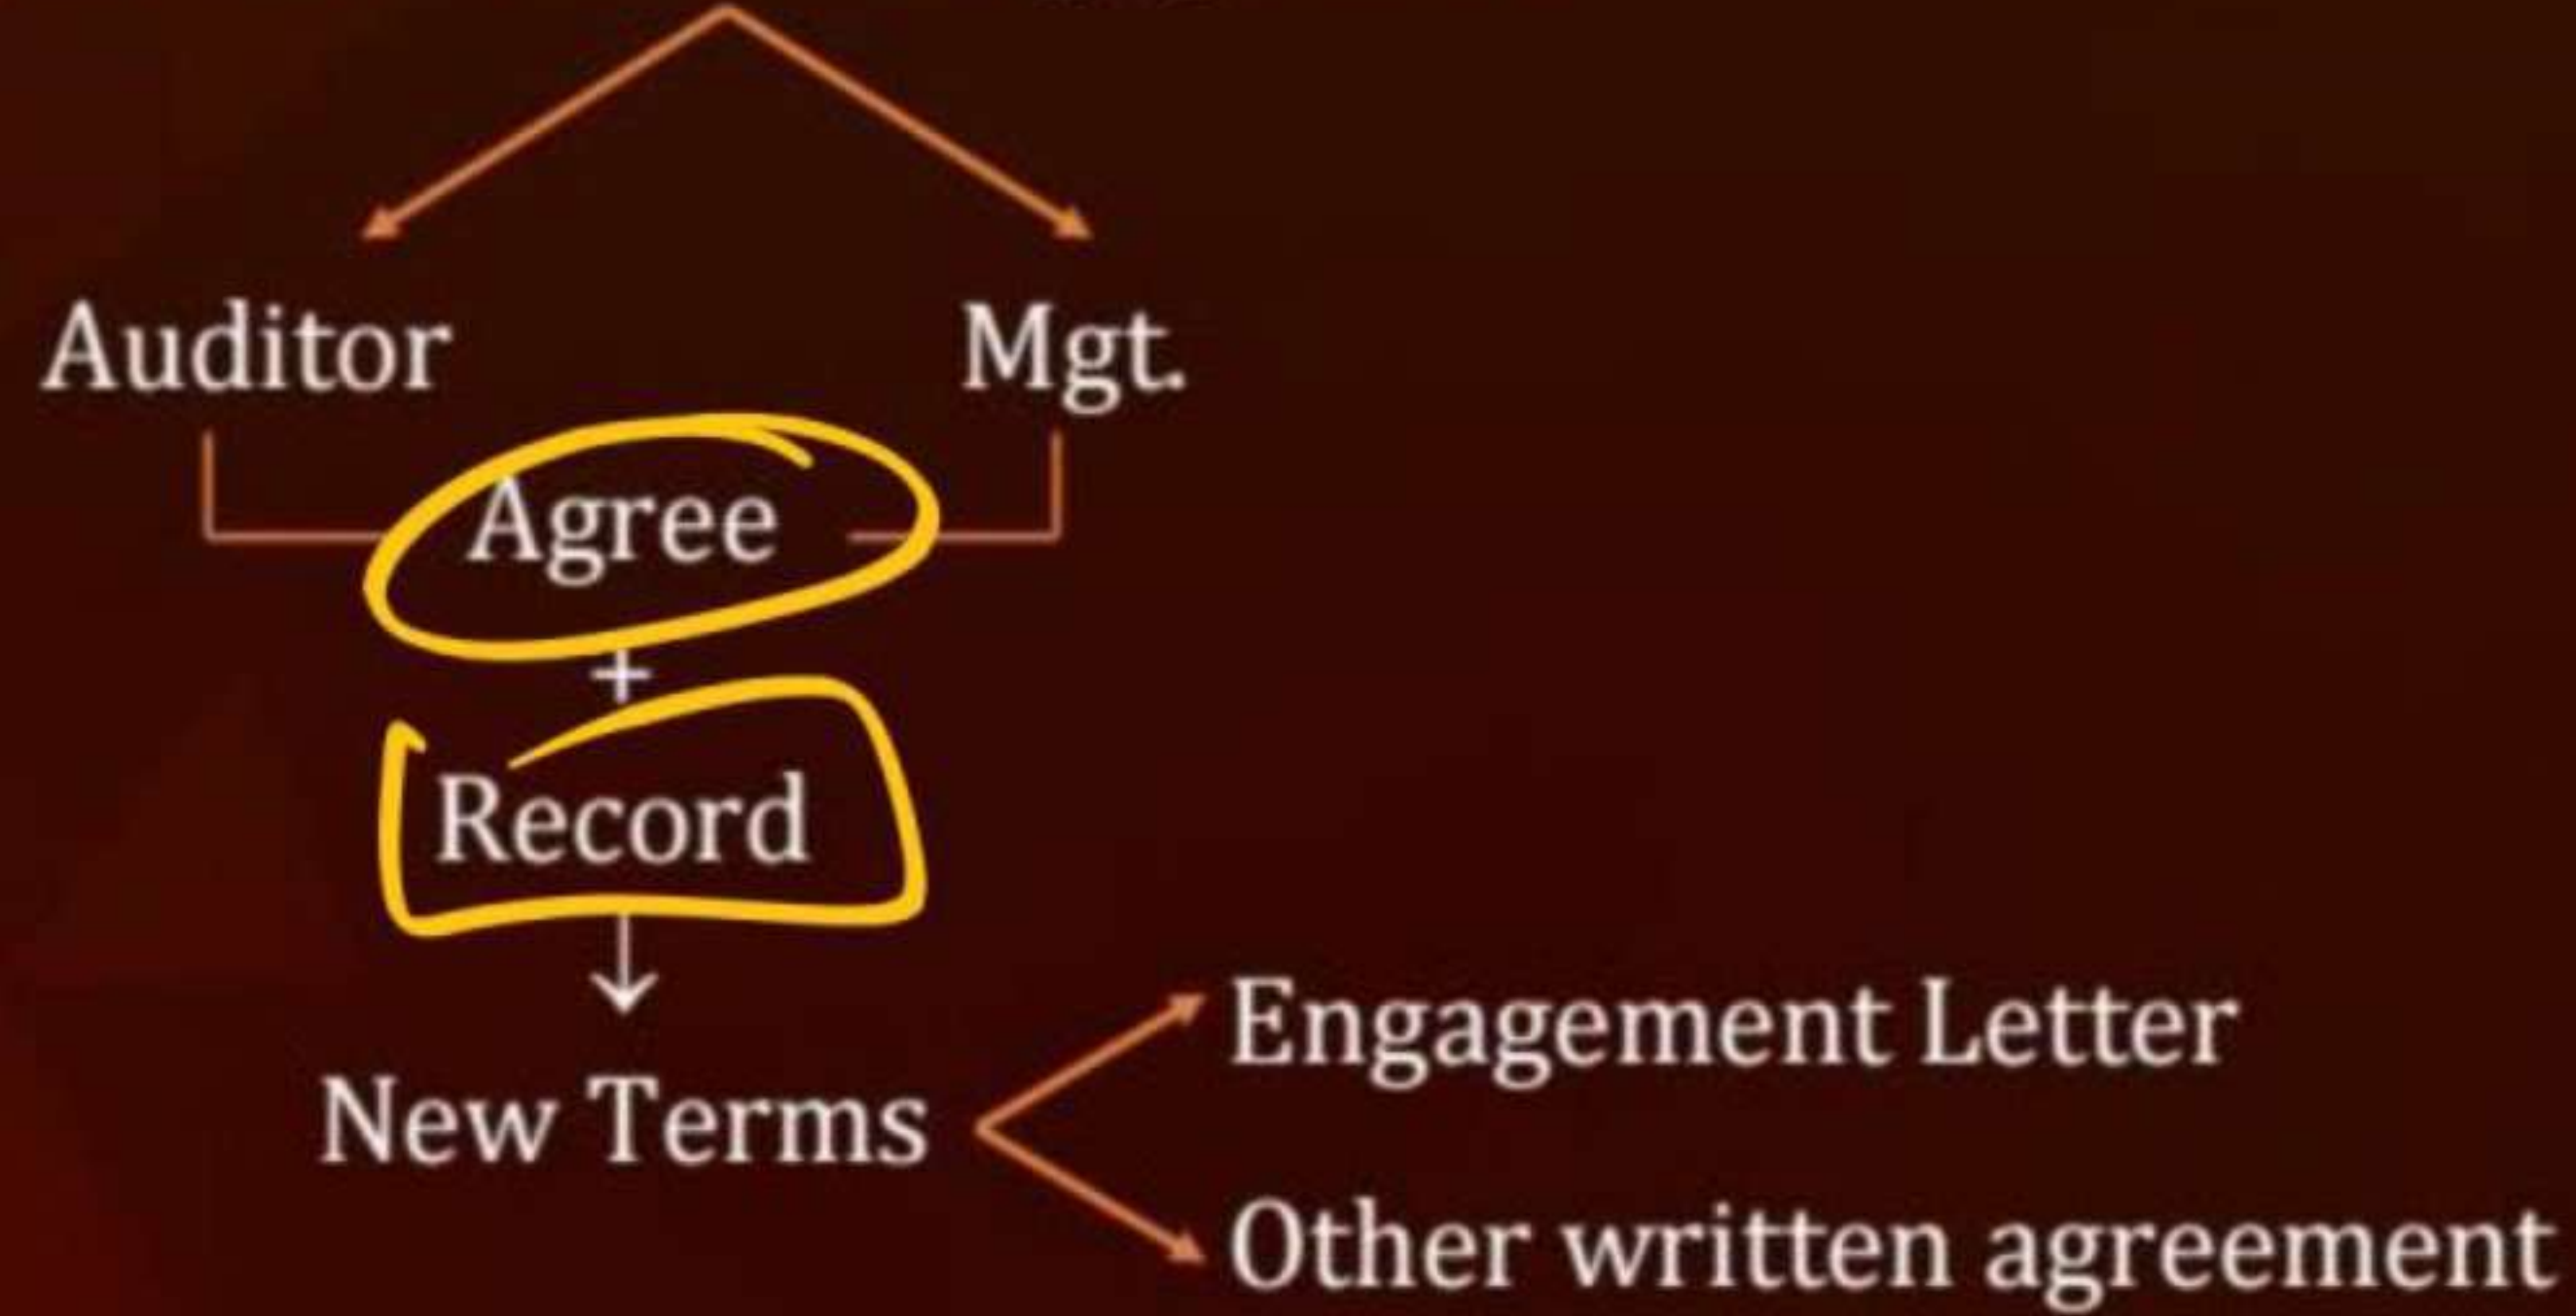 Auditor Mgt.
Agree
+
Record
New Terms
Engagement Letter
Other written agreement